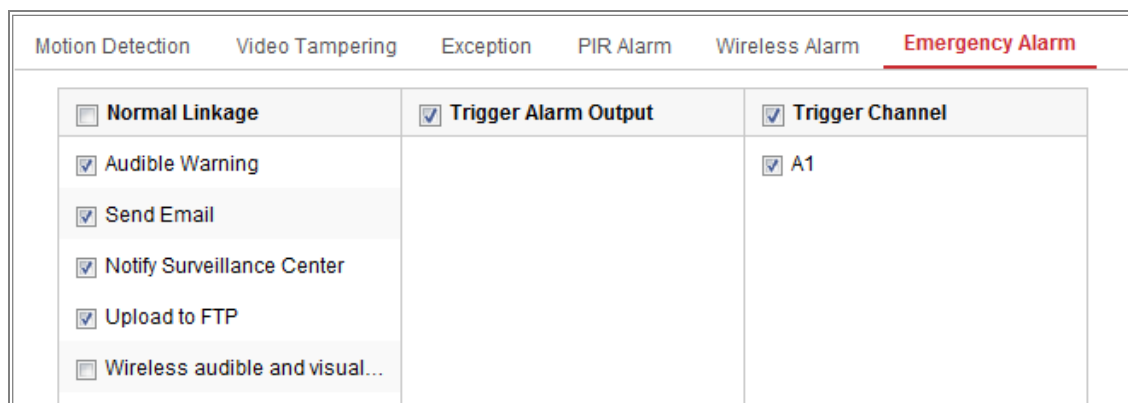 Motion Detection Video Tampering Exception PIR Alarm Wireless Alarm Emergency Alarm
Normal Linkage Trigger Alarm Output Trigger Channel
Audible Warning A1
Send Email
Notify Surveillance Center
Upload to FTP
Wireless audible and visual...